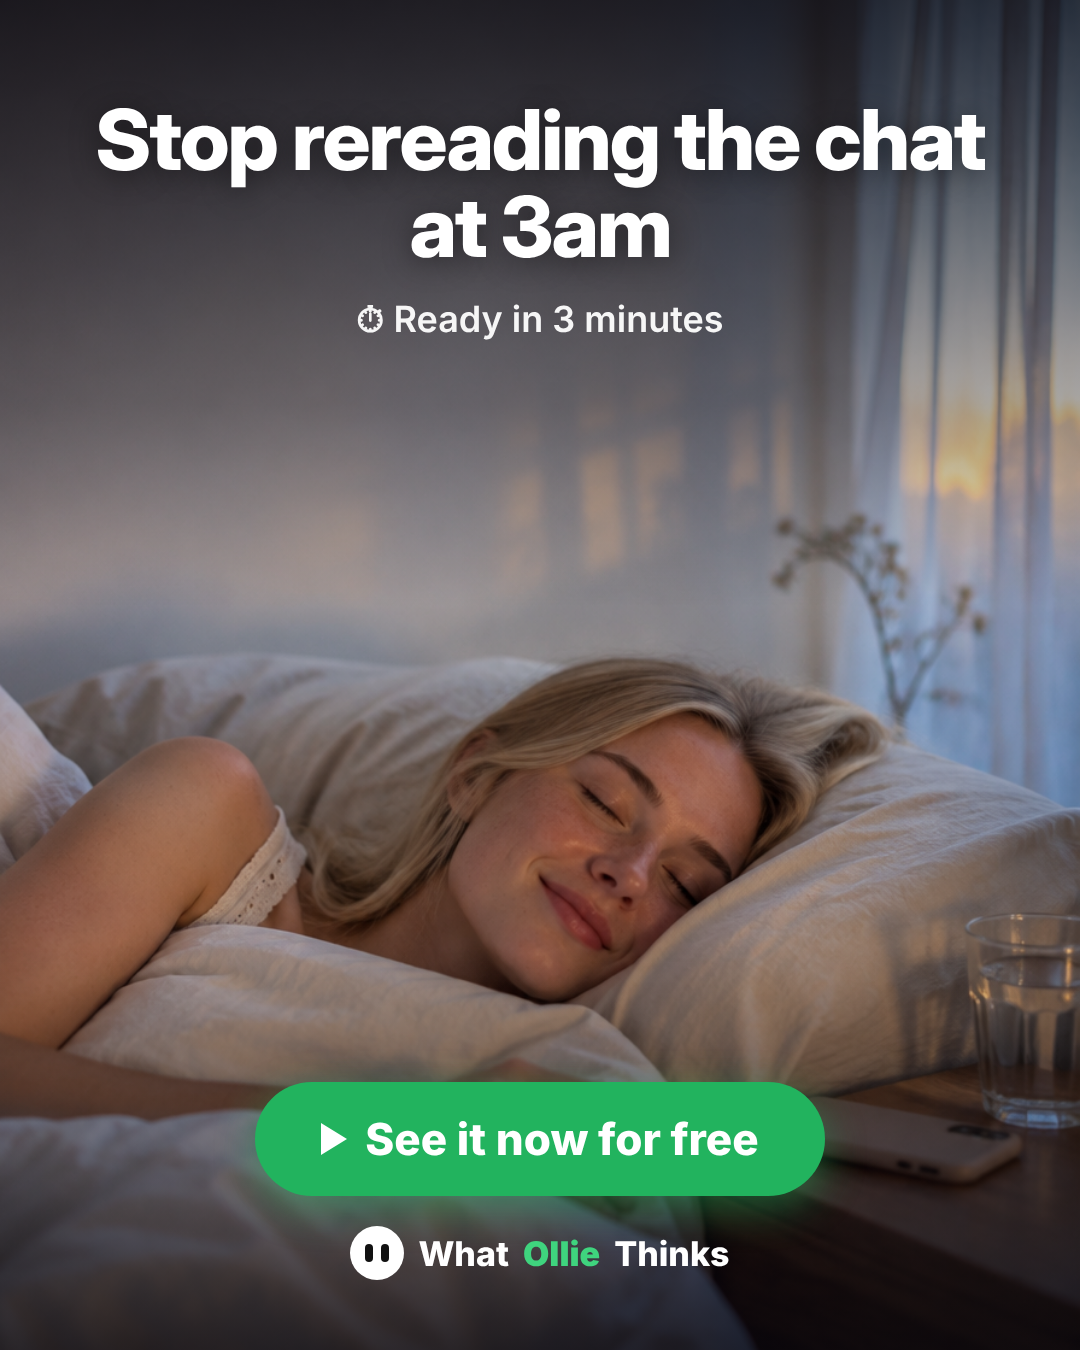 Stop rereading the chat
at 3am
⏱ Ready in 3 minutes
▶ See it now for free
What Ollie Thinks